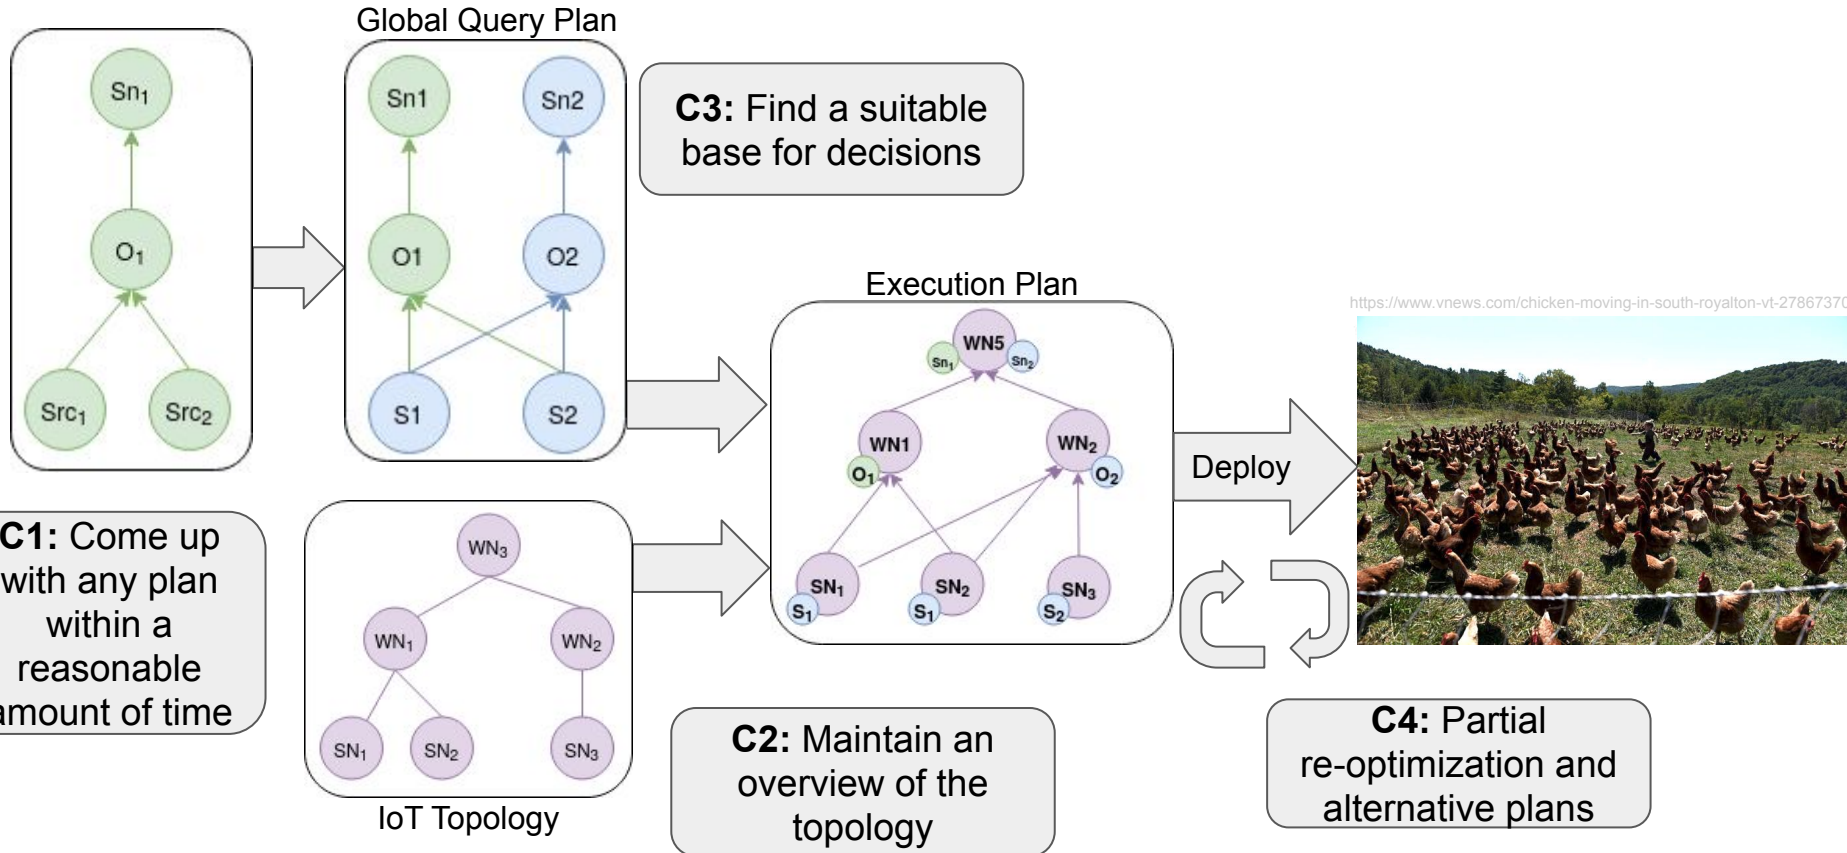 Sn1
O1
Src1
Src2
Global Query Plan
Sn1
Sn2
O1
O2
S1
S2
C3: Find a suitable
base for decisions
C1: Come up
with any plan
within a
reasonable
amount of time
WN3
WN1
WN2
SN1
SN2
SN3
IoT Topology
Execution Plan
WN5
Sn1
Sn2
WN1
WN2
O1
O2
SN1
SN2
SN3
S1
S1
S2
C2: Maintain an
overview of the
topology
Deploy
https://www.vnews.com/chicken-moving-in-south-royalton-vt-27867370
C4: Partial
re-optimization and
alternative plans